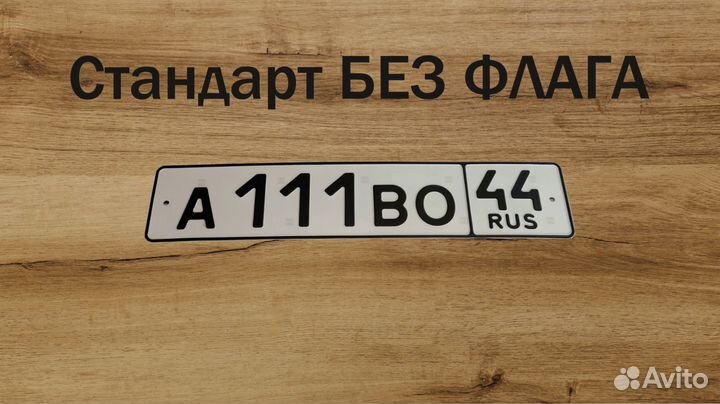 Стандарт БЕЗ ФЛАГА
А 111 ВО 44
RUS
Avito